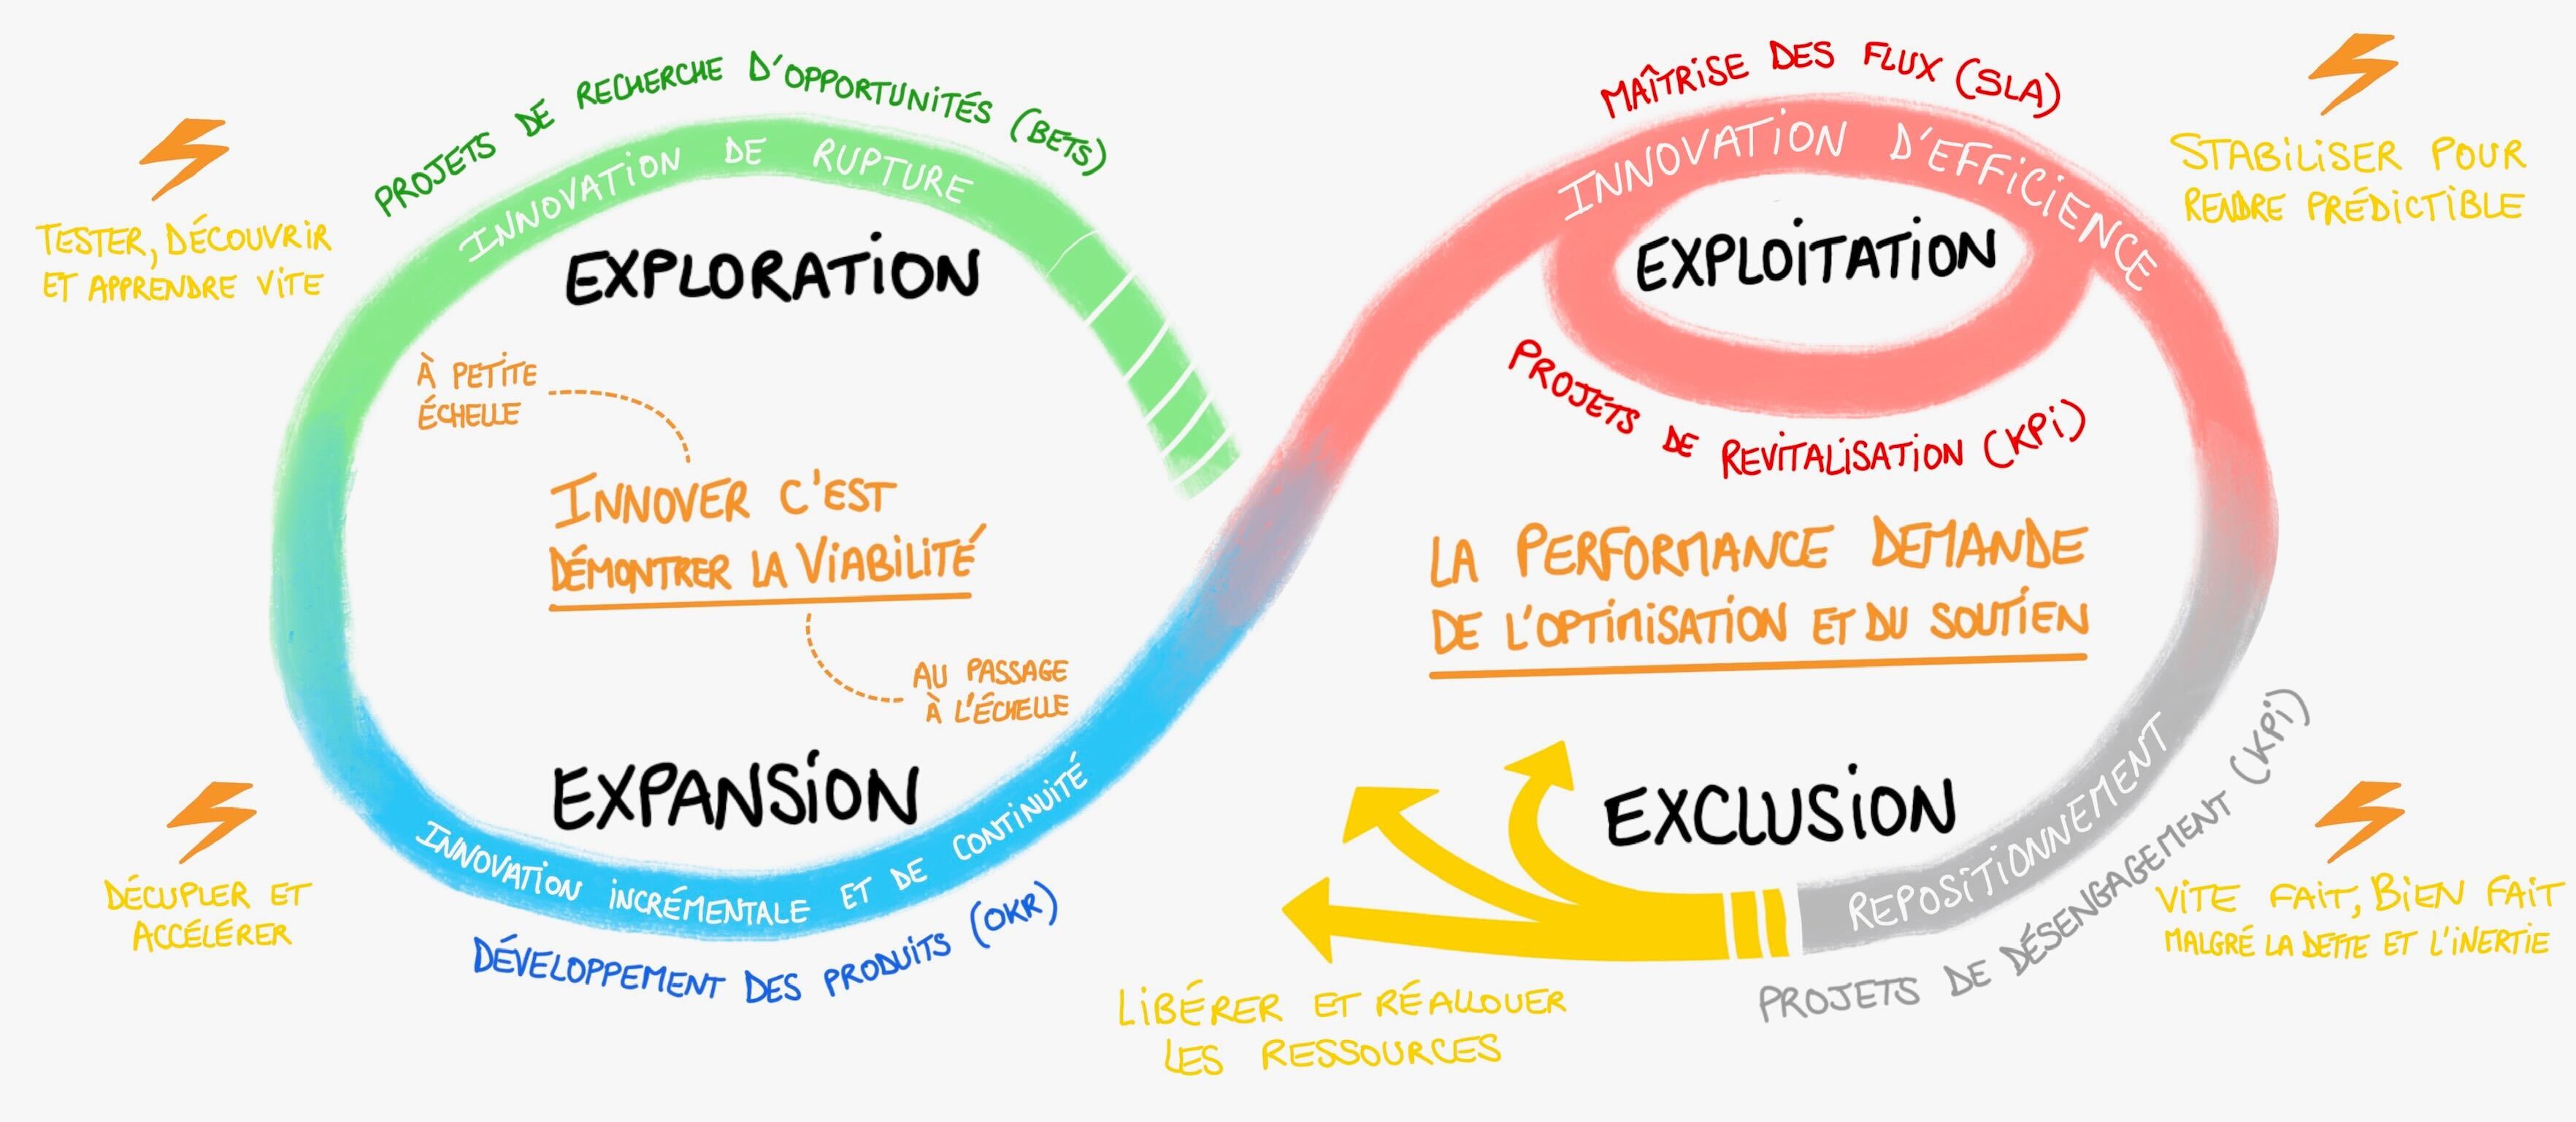 PROJETS DE RECHERCHE D'OPPORTUNITÉS (BETS)
INNOVATION DE RUPTURE
TESTER, DÉCOUVRIR
ET APPRENDRE VITE
EXPLORATION
À PETITE
ÉCHELLE
INNOVER C'EST
DÉMONTRER LA VIABILITÉ
AU PASSAGE
À L'ÉCHELLE
EXPANSION
INNOVATION INCRÉMENTALE ET DE CONTINUITÉ
DÉVELOPPEMENT DES PRODUITS (OKR)
DÉCUPLER ET
ACCÉLÉRER
MAÎTRISE DES FLUX (SLA)
INNOVATION D'EFFICIENCE
STABILISER POUR
RENDRE PRÉDICTIBLE
EXPLOITATION
PROJETS DE REVITALISATION (KPI)
LA PERFORMANCE DEMANDE
DE L'OPTIMISATION ET DU SOUTIEN
EXCLUSION
REPOSITIONNEMENT
PROJETS DE DÉSENGAGEMENT (KPI)
VITE FAIT, BIEN FAIT
MALGRÉ LA DETTE ET L'INERTIE
LIBÉRER ET RÉALLOUER
LES RESSOURCES